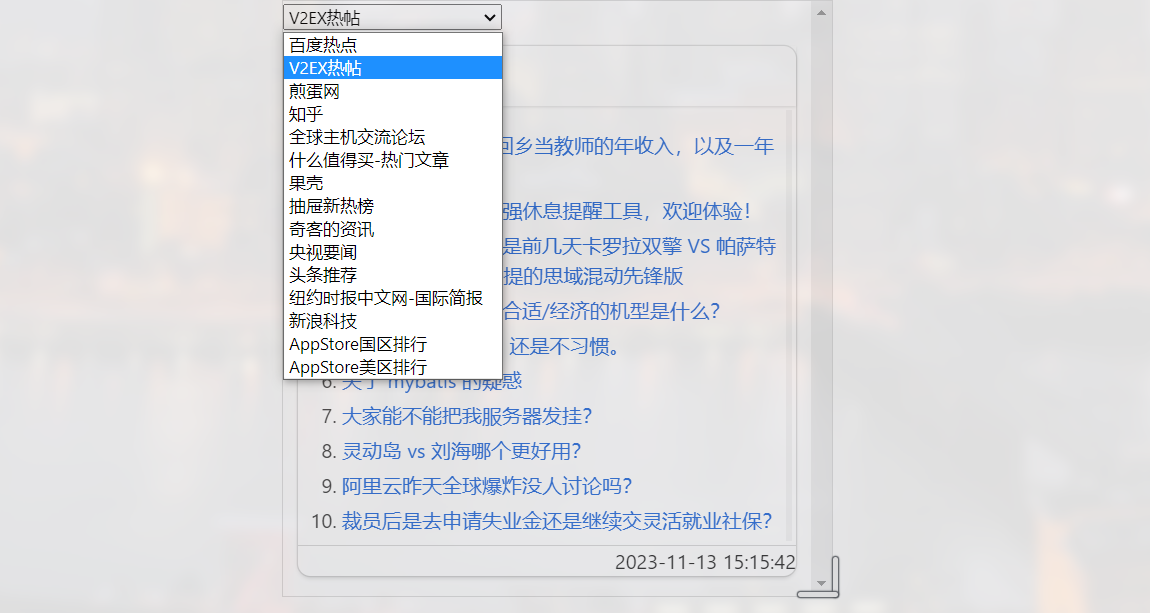 V2EX热帖
百度热点
V2EX热帖
煎蛋网
知乎
全球主机交流论坛
什么值得买-热门文章
果壳
抽屉新热榜
奇客的资讯
央视要闻
头条推荐
纽约时报中文网-国际简报
新浪科技
AppStore国区排行
AppStore美区排行
回乡当教师的年收入，以及一年
强休息提醒工具，欢迎体验！
是前几天卡罗拉双擎 VS 帕萨特
提的思域混动先锋版
合适/经济的机型是什么？
还是不习惯。
6. 关于 mybatis 的疑惑
7. 大家能不能把我服务器发挂？
8. 灵动岛 vs 刘海哪个更好用？
9. 阿里云昨天全球爆炸没人讨论吗？
10. 裁员后是去申请失业金还是继续交灵活就业社保？
2023-11-13 15:15:42